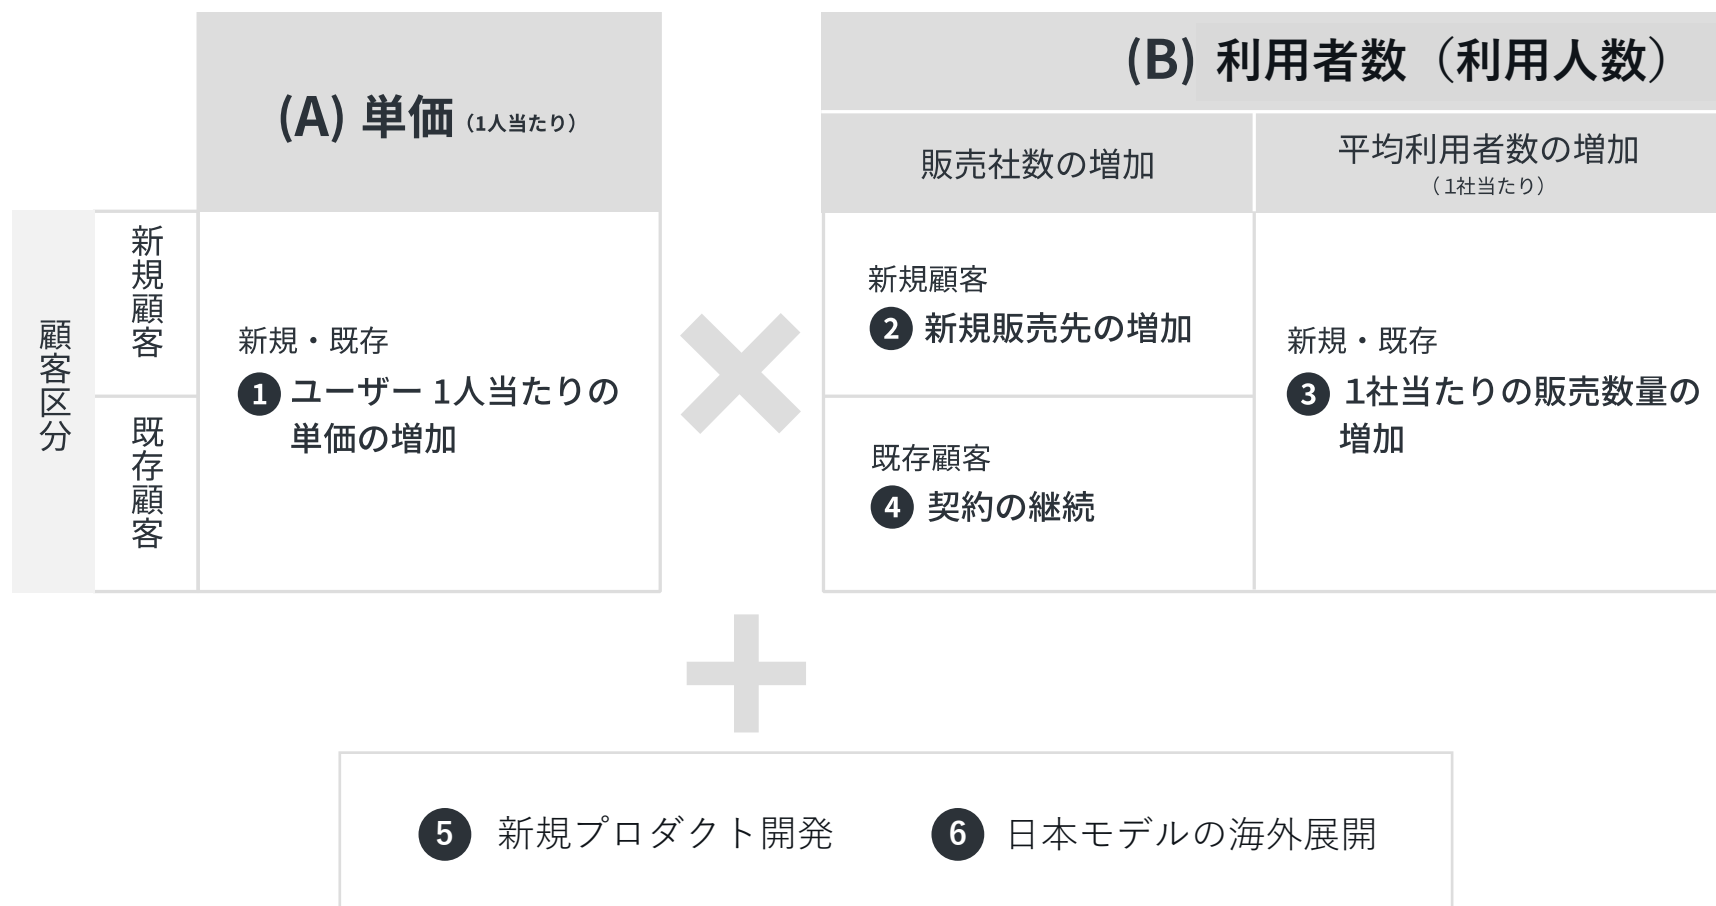 (A) 単価（1人当たり）
(B) 利用者数（利用人数）
販売社数の増加
平均利用者数の増加
（1社当たり）
顧客区分
新規顧客
既存顧客
新規・既存
1 ユーザー 1人当たりの
単価の増加
新規顧客
2 新規販売先の増加
既存顧客
4 契約の継続
新規・既存
3 1社当たりの販売数量の
増加
5 新規プロダクト開発
6 日本モデルの海外展開